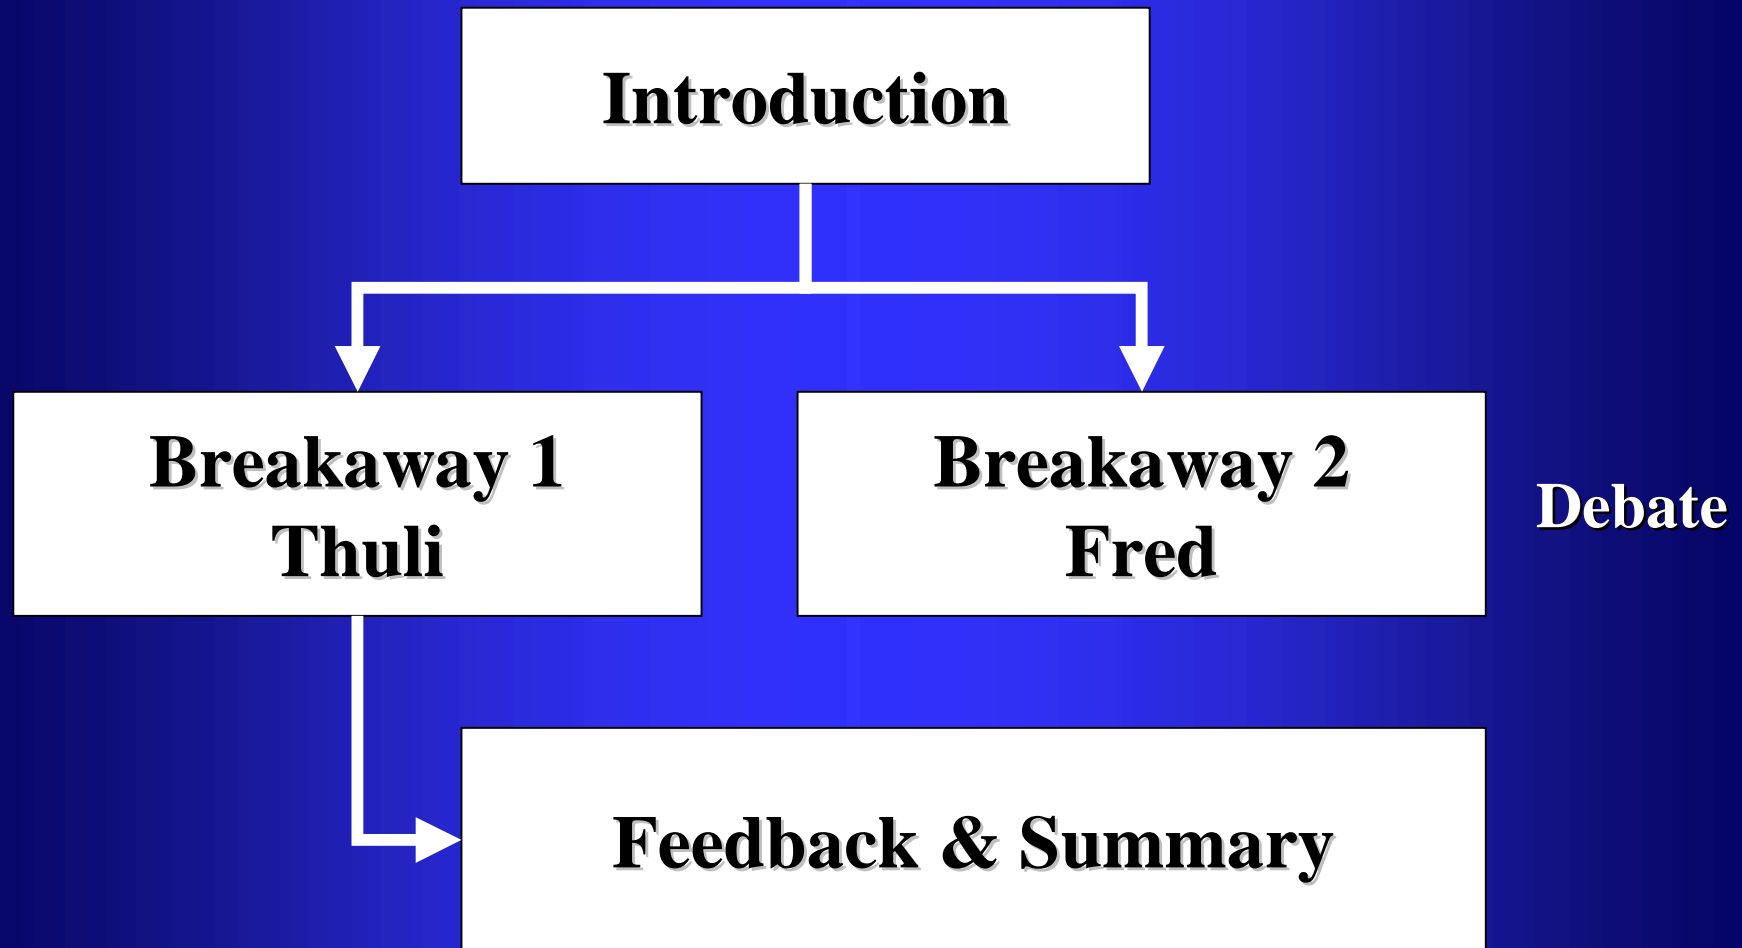 Introduction
Breakaway 1
Thuli
Breakaway 2
Fred
Debate
Feedback & Summary